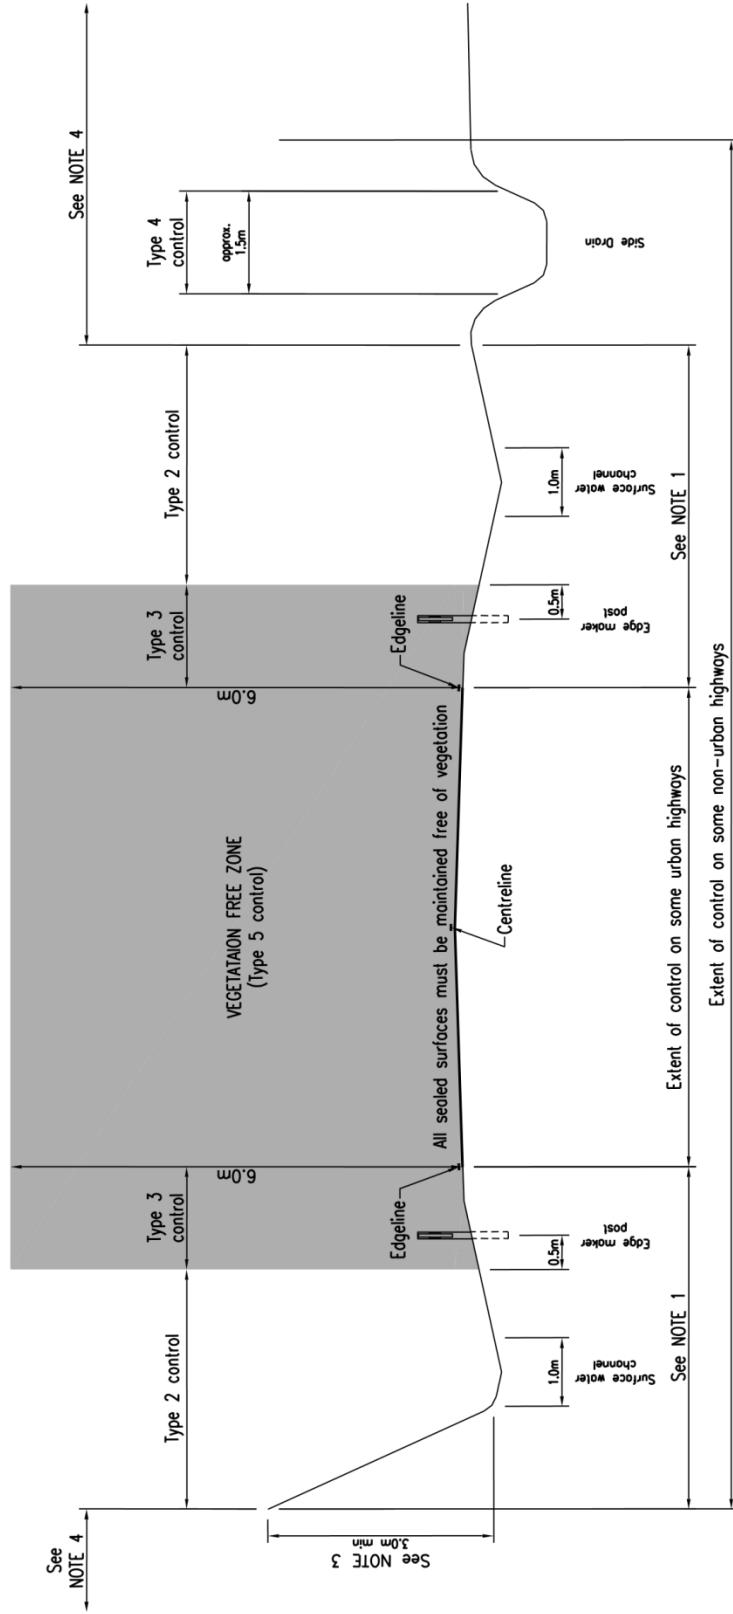 See
NOTE 4
See NOTE 4
Type 2 control
Type 3
control
Type 3
control
Type 2 control
Type 4
control
approx.
1.5m
VEGETATAION FREE ZONE
(Type 5 control)
6.0m
6.0m
See NOTE 3
3.0m min
Edgeline
All sealed surfaces must be maintained free of vegetation
Edgeline
Centreline
1.0m
Surface water
channel
0.5m
Edge maker
post
0.5m
Edge maker
post
1.0m
Surface water
channel
Side Drain
See NOTE 1
Extent of control on some urban highways
See NOTE 1
Extent of control on some non-urban highways